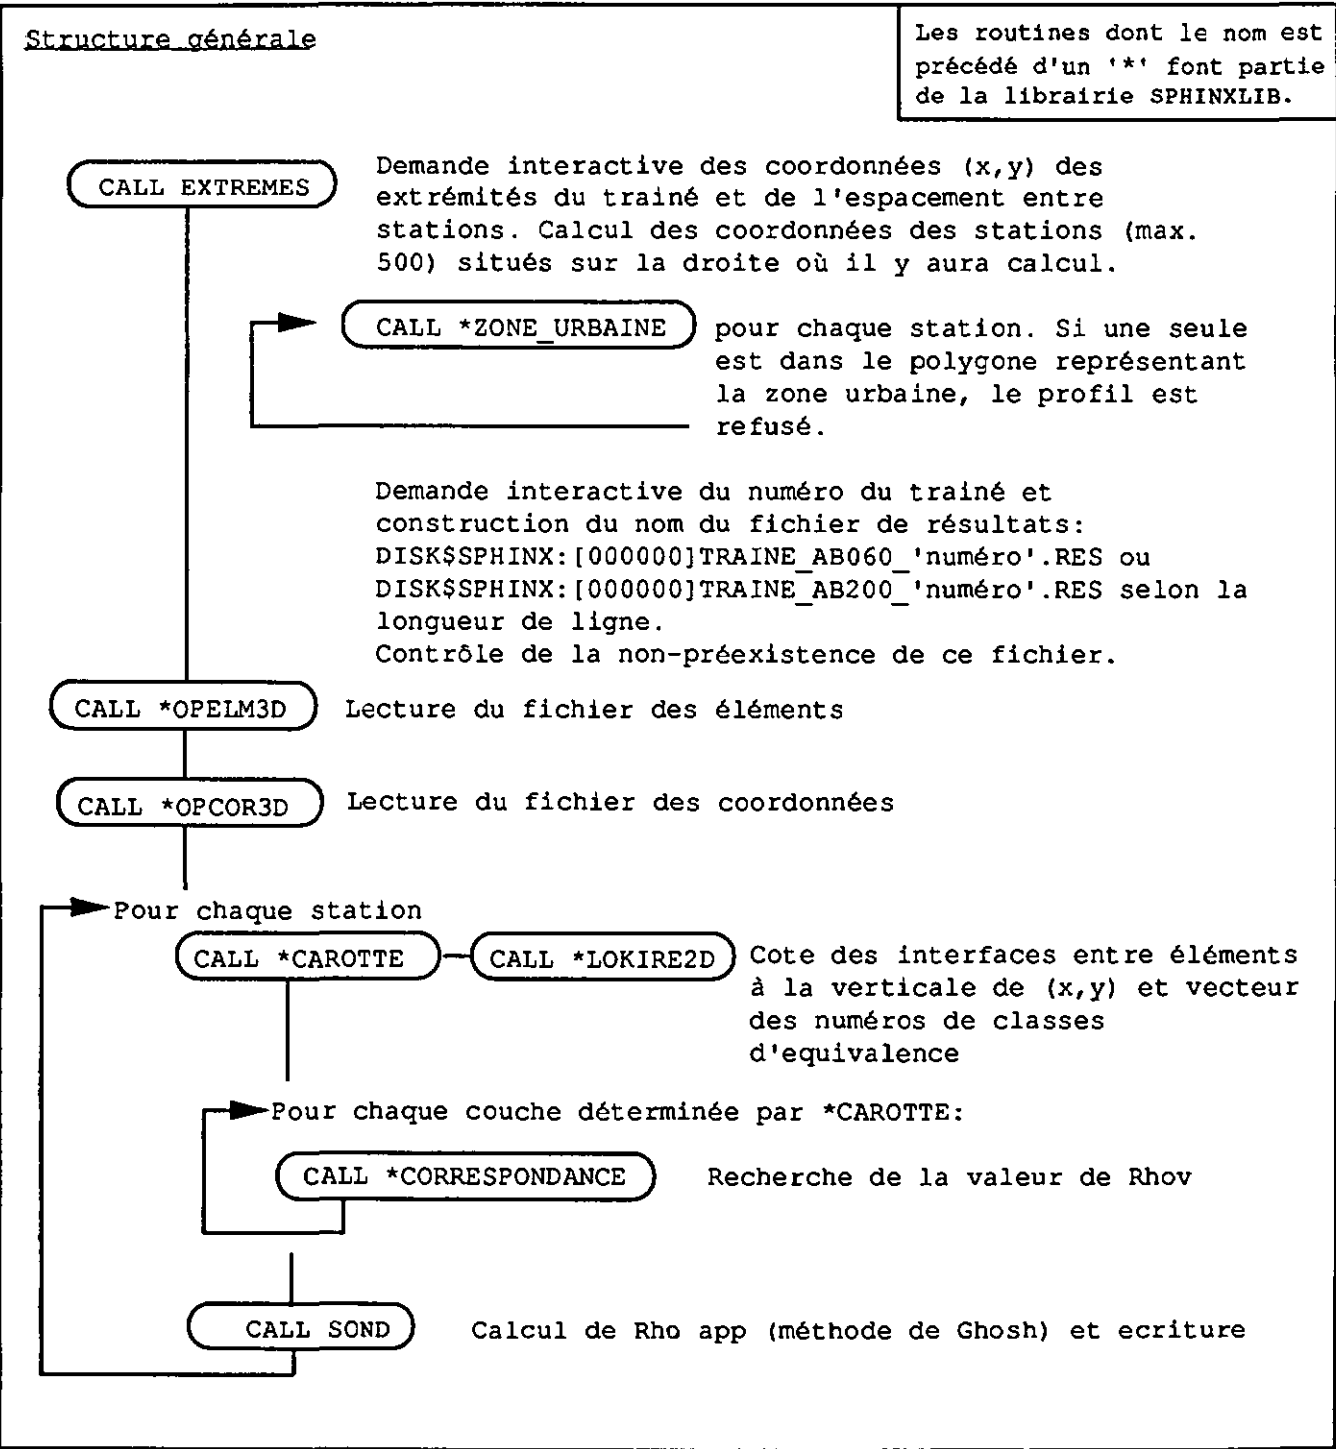 Structure générale
Les routines dont le nom est
précédé d'un '*' font partie
de la librairie SPHINXLIB.
CALL EXTREMES
Demande interactive des coordonnées (x,y) des
extrémités du trainé et de l'espacement entre
stations. Calcul des coordonnées des stations (max.
500) situés sur la droite où il y aura calcul.
CALL *ZONE_URBAINE
pour chaque station. Si une seule
est dans le polygone représentant
la zone urbaine, le profil est
refusé.
Demande interactive du numéro du trainé et
construction du nom du fichier de résultats:
DISK$SPHINX:[000000]TRAINE_AB060_'numéro'.RES ou
DISK$SPHINX:[000000]TRAINE_AB200_'numéro'.RES selon la
longueur de ligne.
Contrôle de la non-préexistence de ce fichier.
CALL *OPELM3D
Lecture du fichier des éléments
CALL *OPCOR3D
Lecture du fichier des coordonnées
Pour chaque station
CALL *CAROTTE
CALL *LOKIRE2D
Cote des interfaces entre éléments
à la verticale de (x,y) et vecteur
des numéros de classes
d'equivalence
Pour chaque couche déterminée par *CAROTTE:
CALL *CORRESPONDANCE
Recherche de la valeur de Rhov
CALL SOND
Calcul de Rho app (méthode de Ghosh) et ecriture